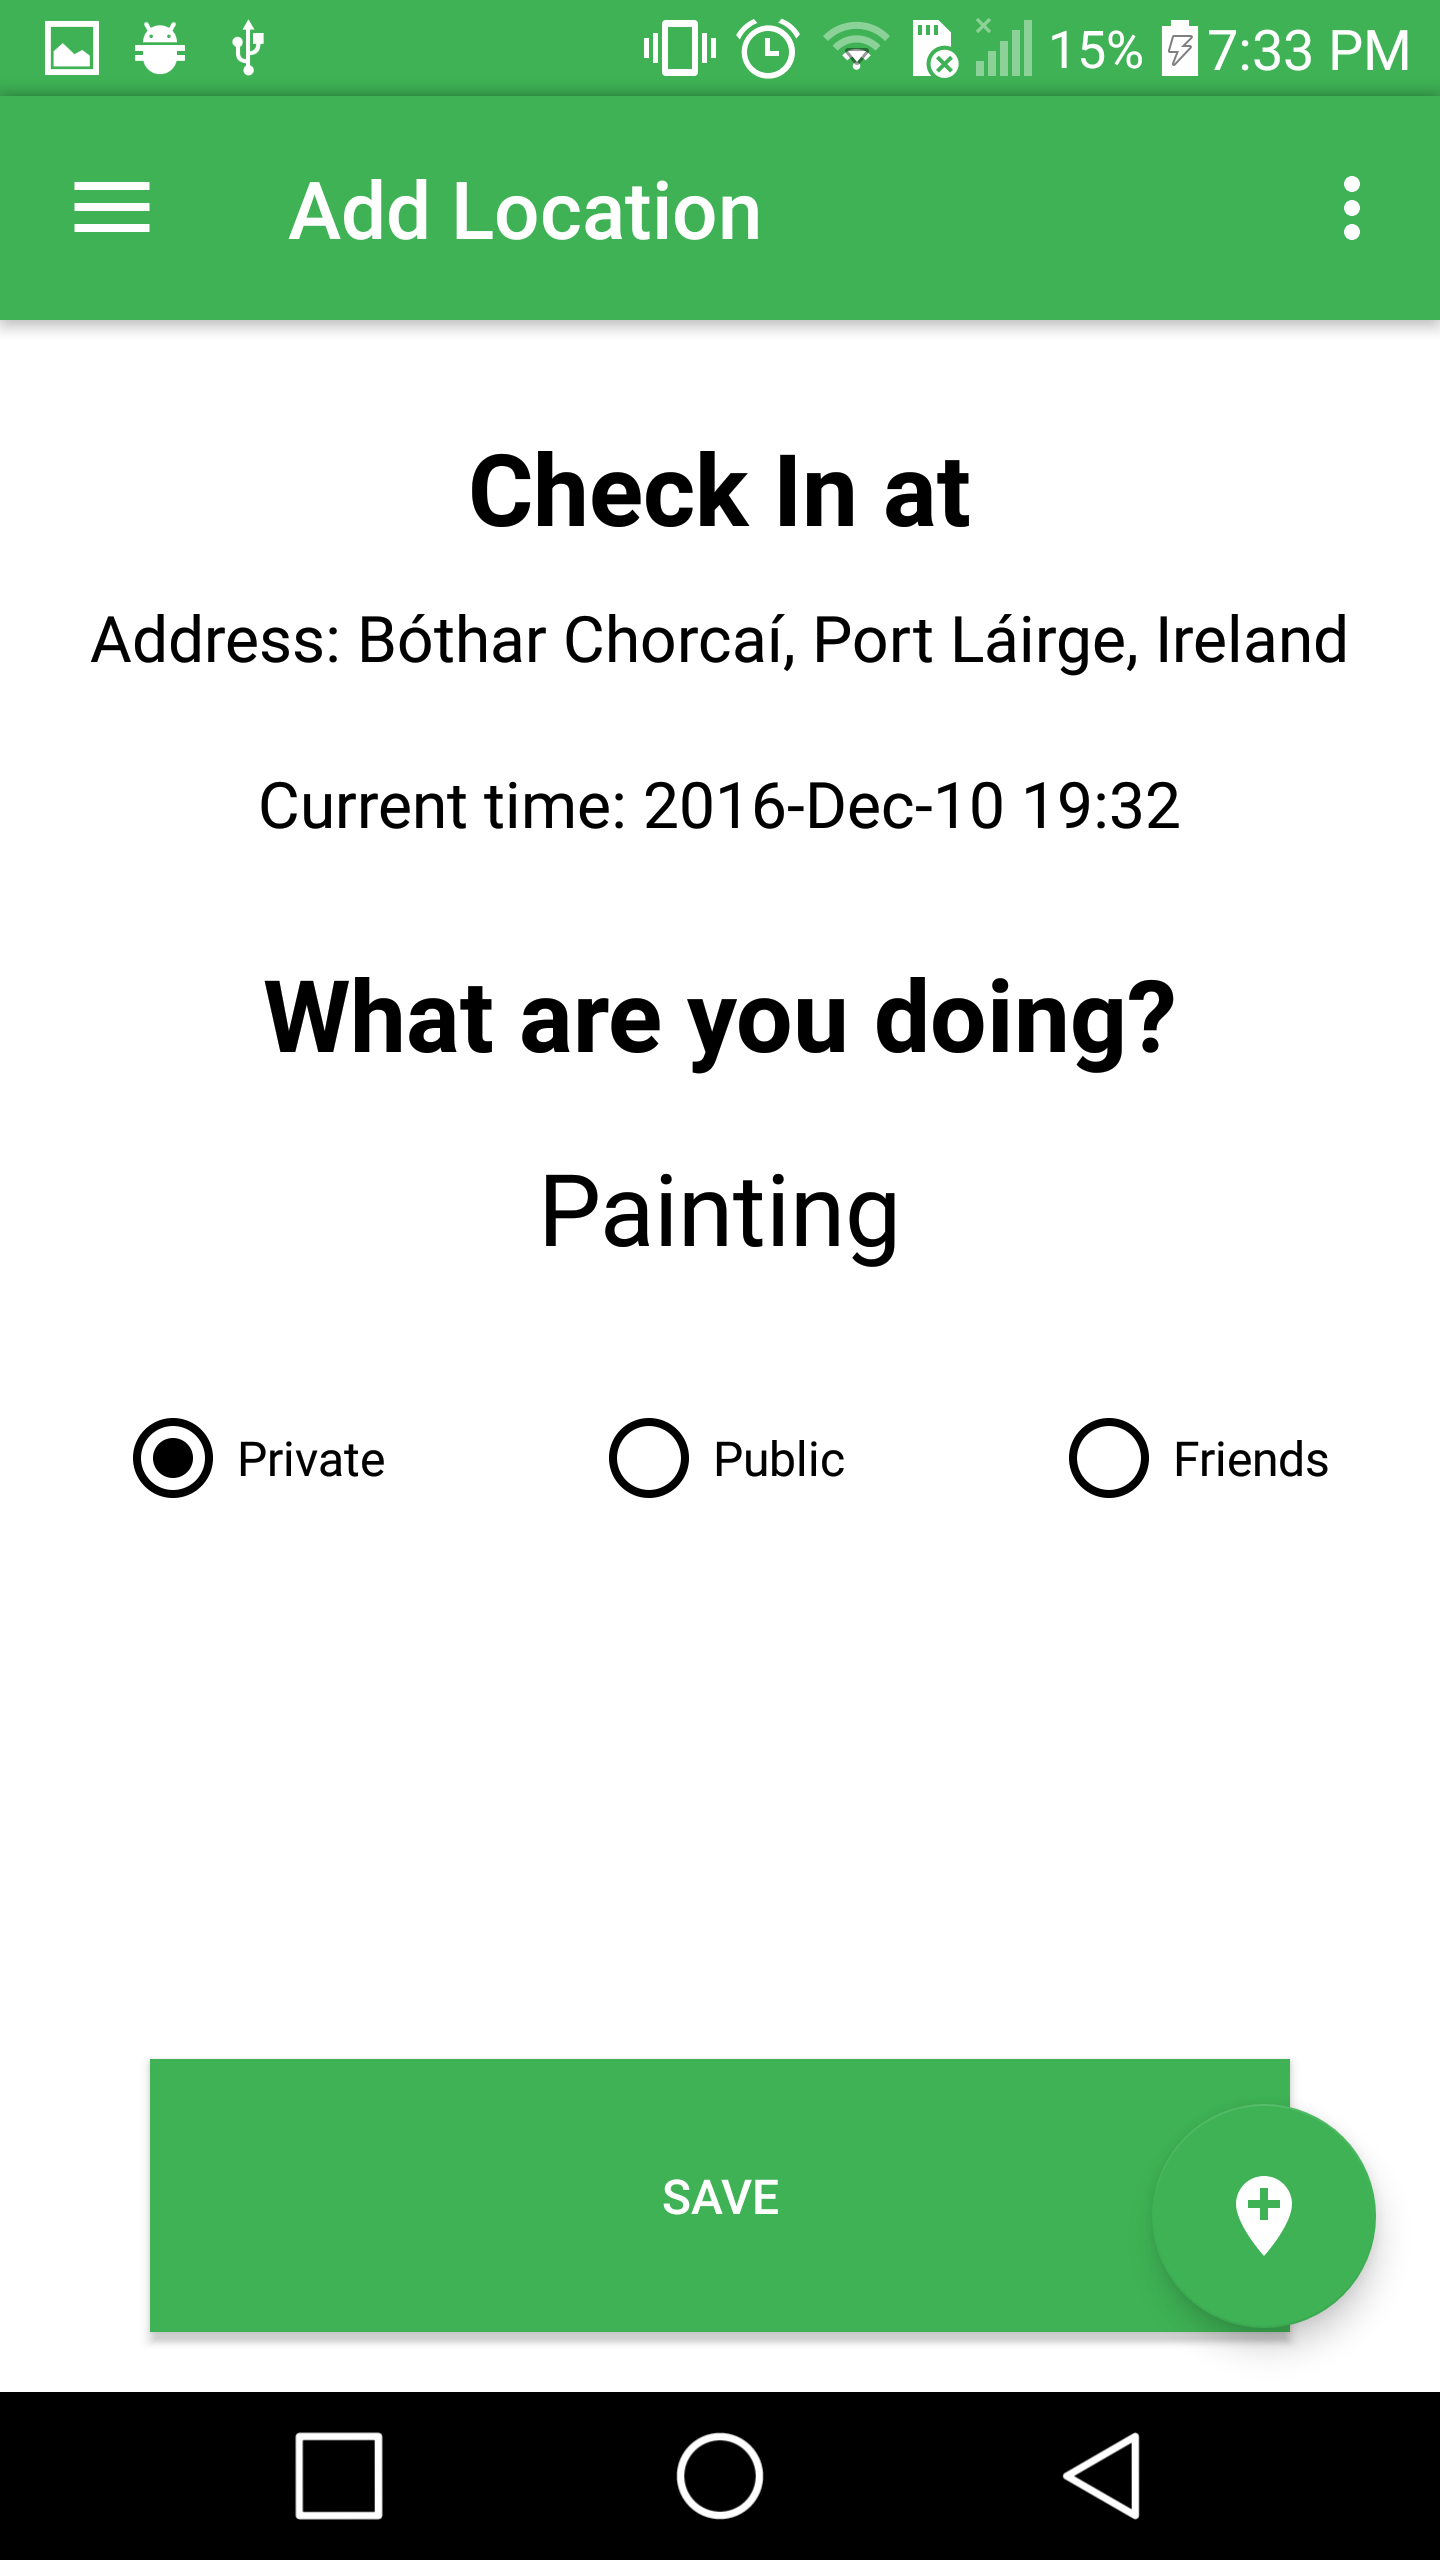 15% 7:33 PM
Add Location
Check In at
Address: Bóthar Chorcaí, Port Láirge, Ireland
Current time: 2016-Dec-10 19:32
What are you doing?
Painting
Private Public Friends
SAVE